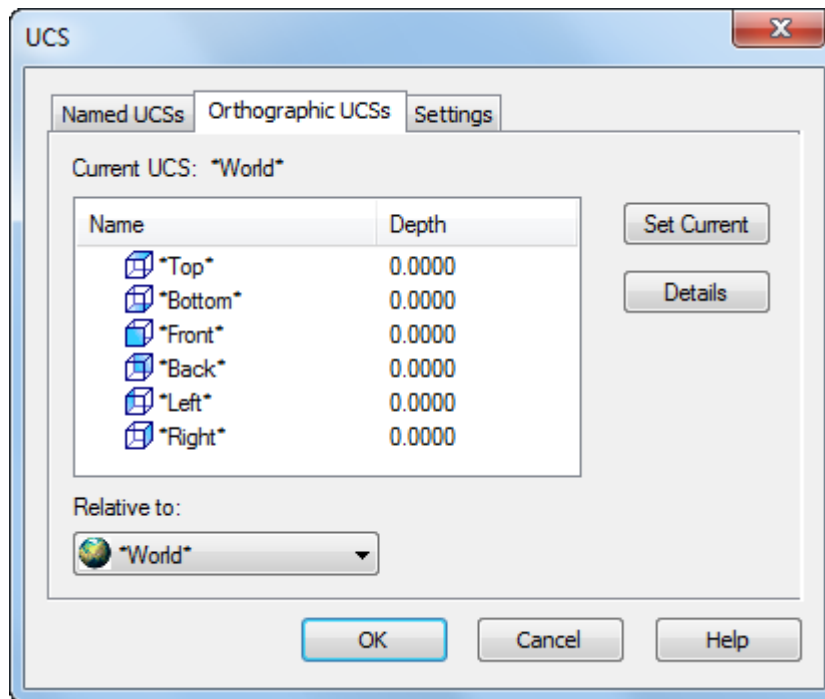 UCS
Named UCSs Orthographic UCSs Settings
Current UCS: *World*
Name Depth Set Current
*Top* 0.0000
*Bottom* 0.0000 Details
*Front* 0.0000
*Back* 0.0000
*Left* 0.0000
*Right* 0.0000
Relative to:
*World*
OK Cancel Help